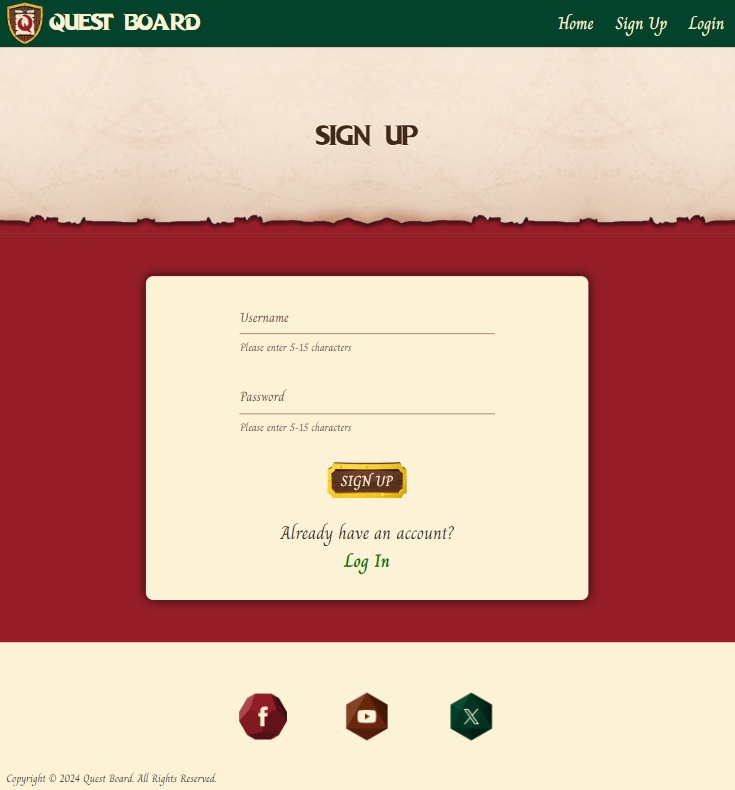 QUEST BOARD
Home Sign Up Login
SIGN UP
Username
Please enter 5-15 characters
Password
Please enter 5-15 characters
SIGN UP
Already have an account?
Log In
Copyright © 2024 Quest Board. All Rights Reserved.